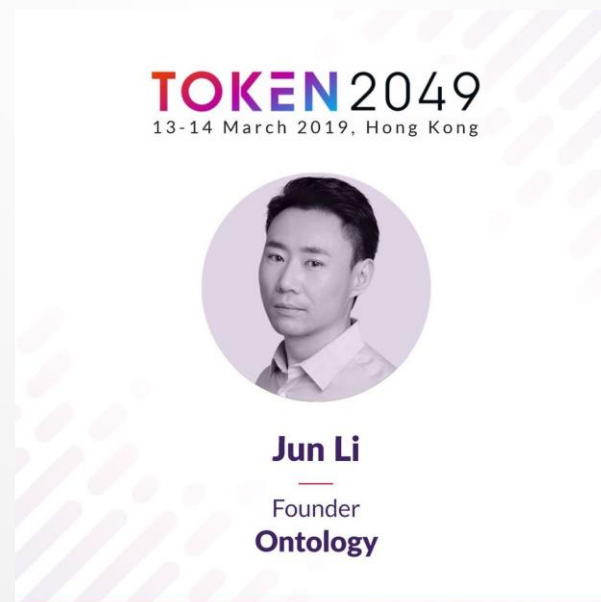 TOKEN2049
13-14 March 2019, Hong Kong
Jun Li
Founder
Ontology